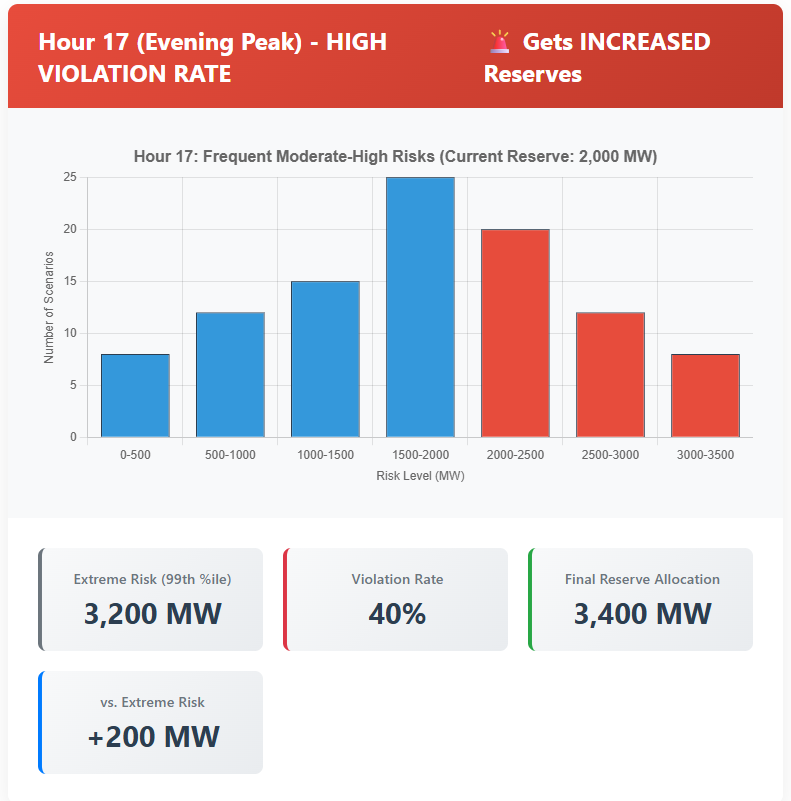 Hour 17 (Evening Peak) - HIGH
VIOLATION RATE
🚨 Gets INCREASED
Reserves
Hour 17: Frequent Moderate-High Risks (Current Reserve: 2,000 MW)
Number of Scenarios
25
20
15
10
5
0
0-500
500-1000
1000-1500
1500-2000
2000-2500
2500-3000
3000-3500
Risk Level (MW)
Extreme Risk (99th %ile)
3,200 MW
Violation Rate
40%
Final Reserve Allocation
3,400 MW
vs. Extreme Risk
+200 MW